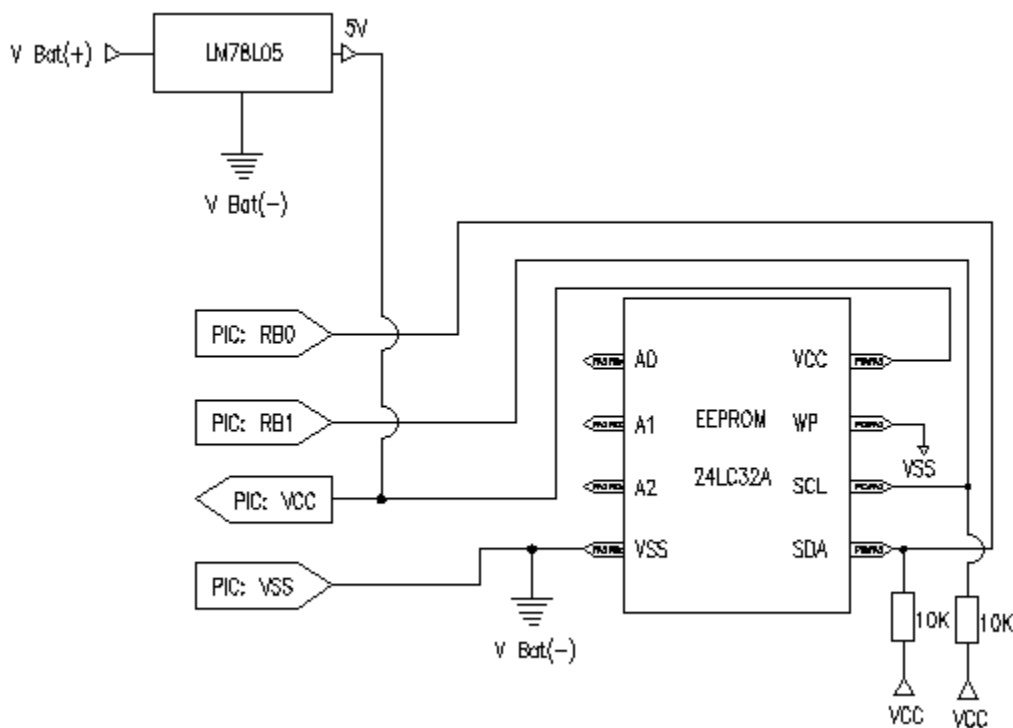 5V
V Bat(+)
LM78L05
V Bat(-)
PIC: RB0
A0
VCC
PIC: RB1
A1
EEPROM
WP
VSS
24LC32A
PIC: VCC
A2
SCL
VSS
SDA
PIC: VSS
10K
10K
V Bat(-)
VCC
VCC